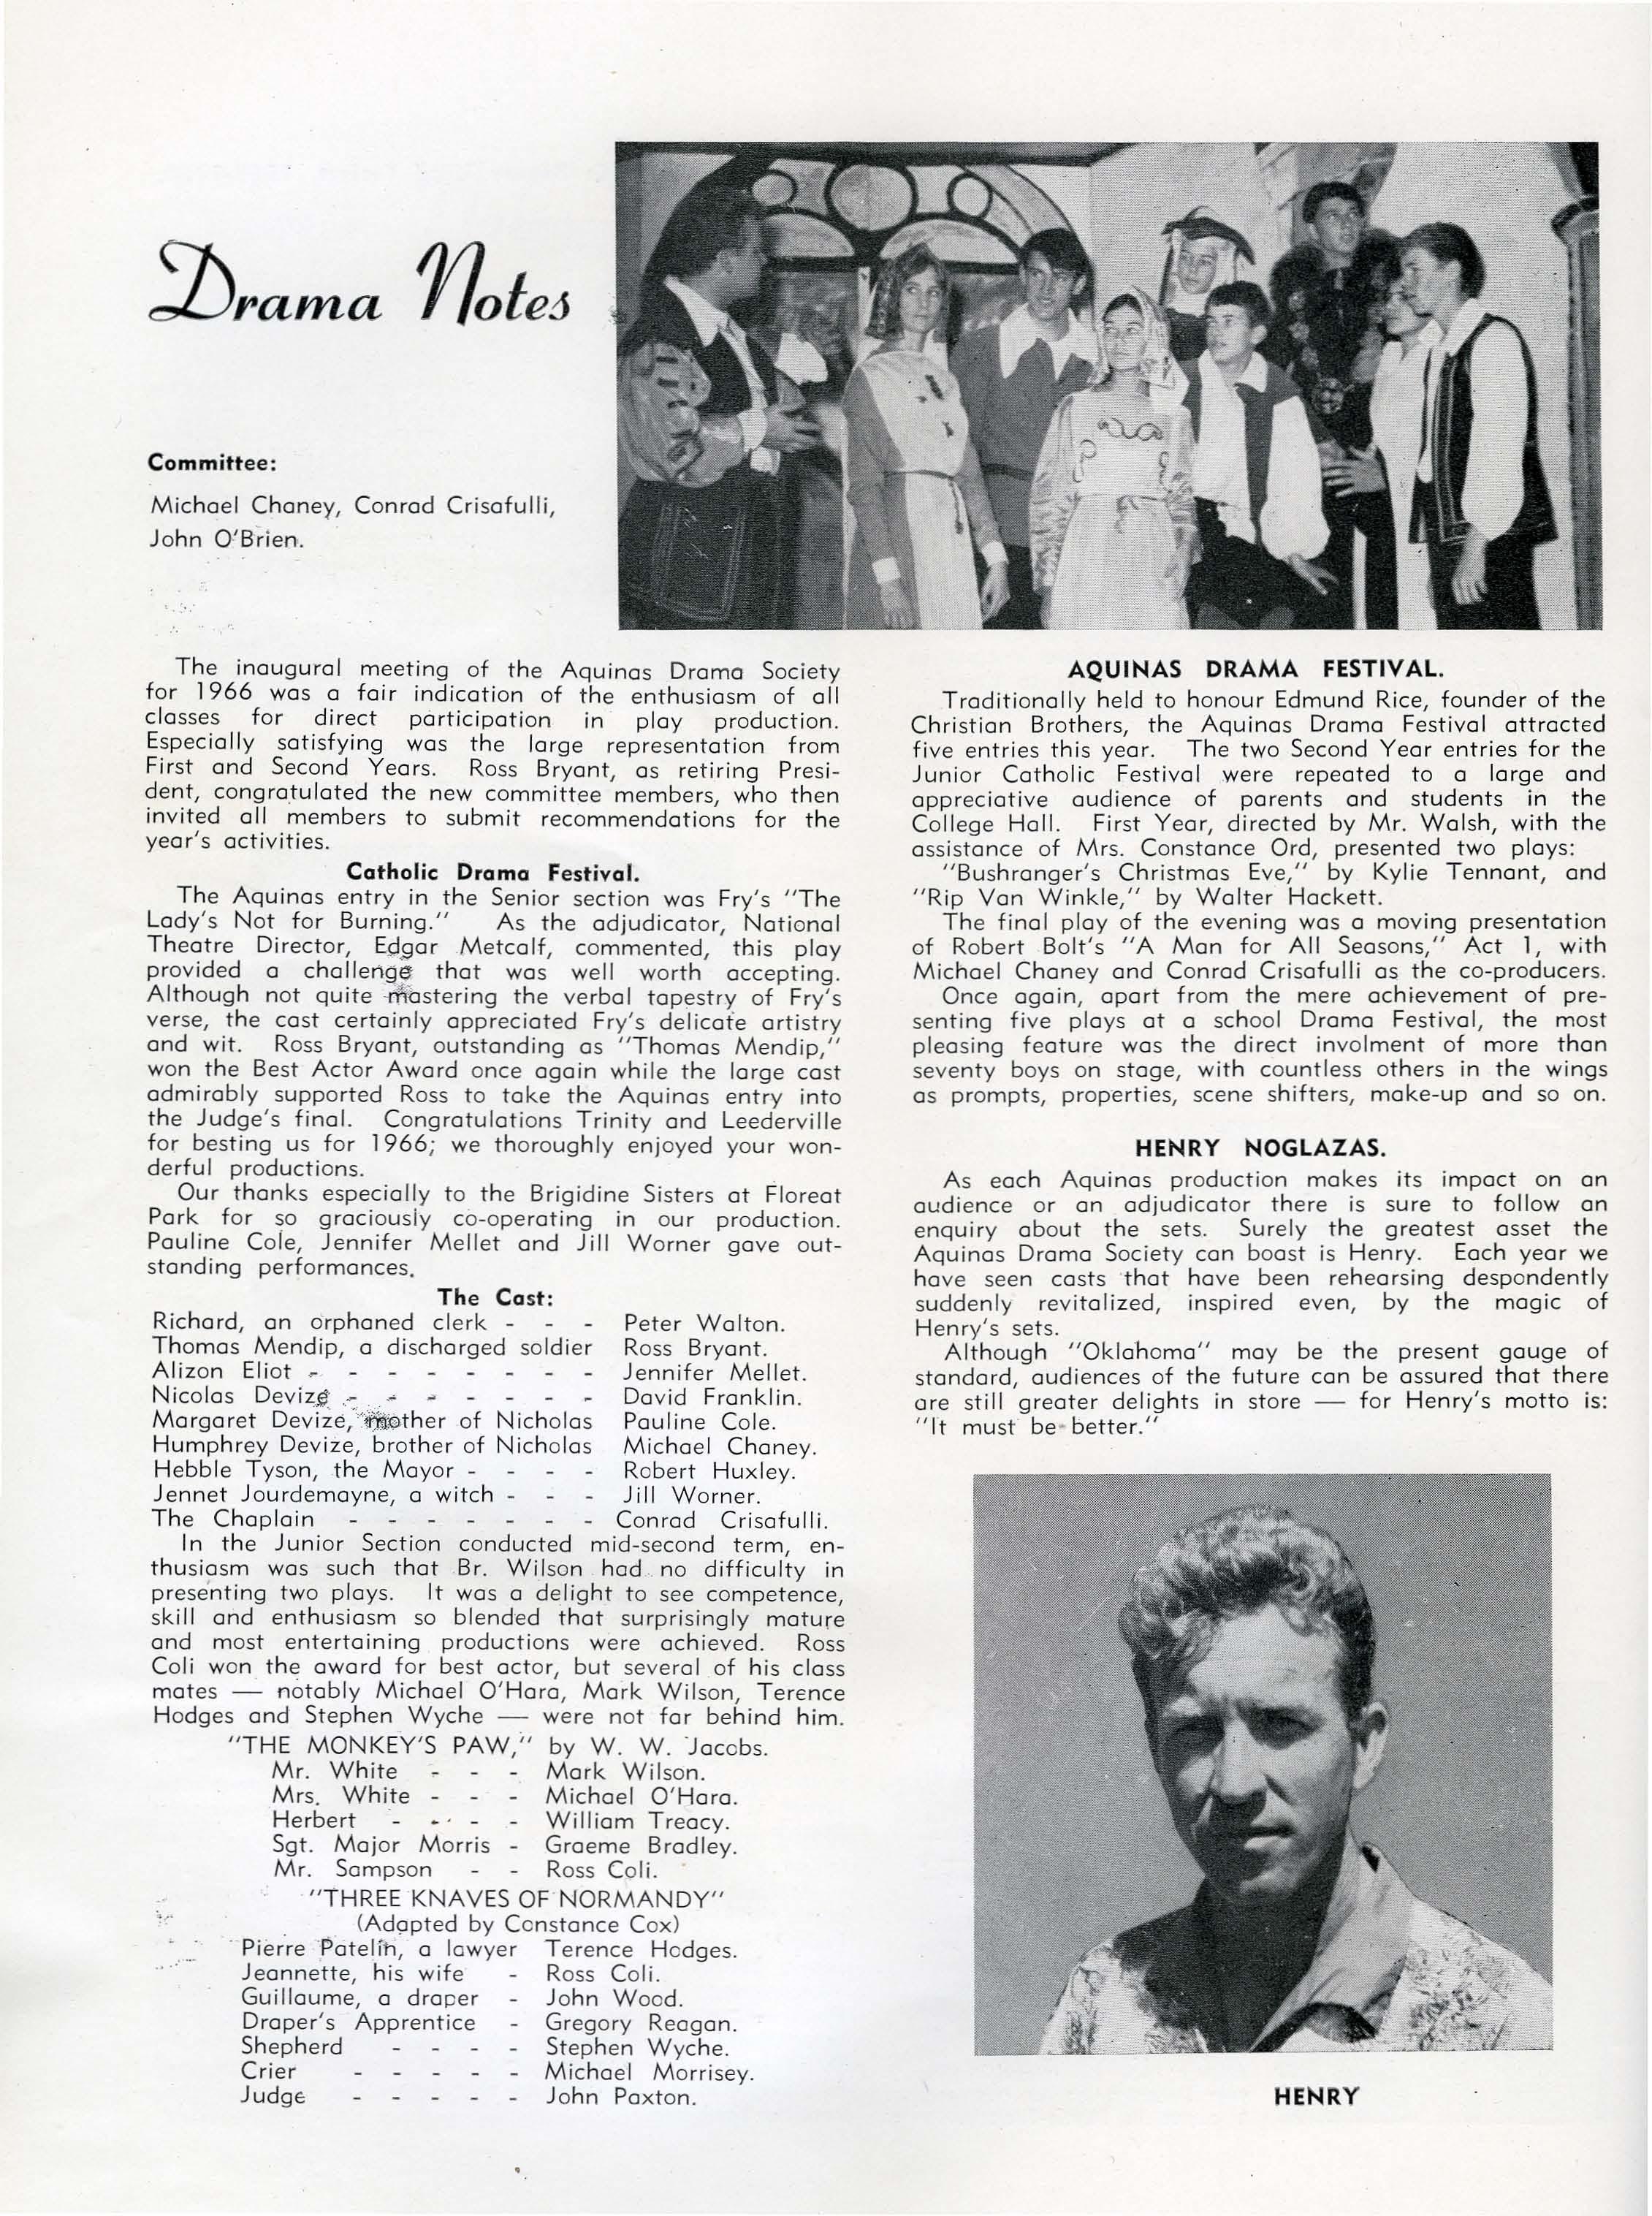 Drama Notes
Committee:
Michael Chaney, Conrad Crisafulli,
John O'Brien.
The inaugural meeting of the Aquinas Drama Society
for 1966 was a fair indication of the enthusiasm of all
classes for direct participation in play production.
Especially satisfying was the large representation from
First and Second Years. Ross Bryant, as retiring Presi-
dent, congratulated the new committee members, who then
invited all members to submit recommendations for the
year's activities.
Catholic Drama Festival.
The Aquinas entry in the Senior section was Fry's "The
Lady's Not for Burning." As the adjudicator, National
Theatre Director, Edgar Metcalf, commented, this play
provided a challenge that was well worth accepting.
Although not quite mastering the verbal tapestry of Fry's
verse, the cast certainly appreciated Fry's delicate artistry
and wit. Ross Bryant, outstanding as "Thomas Mendip,"
won the Best Actor Award once again while the large cast
admirably supported Ross to take the Aquinas entry into
the Judge's final. Congratulations Trinity and Leederville
for besting us for 1966; we thoroughly enjoyed your won-
derful productions.
Our thanks especially to the Brigidine Sisters at Floreat
Park for so graciously co-operating in our production.
Pauline Cole, Jennifer Mellet and Jill Worner gave out-
standing performances.
The Cast:
Richard, an orphaned clerk - - - Peter Walton.
Thomas Mendip, a discharged soldier Ross Bryant.
Alizon Eliot - - - - - - - - Jennifer Mellet.
Nicolas Devize - - - - - - - David Franklin.
Margaret Devize, mother of Nicholas Pauline Cole.
Humphrey Devize, brother of Nicholas Michael Chaney.
Hebble Tyson, the Mayor - - - - Robert Huxley.
Jennet Jourdemayne, a witch - - - Jill Worner.
The Chaplain - - - - - - - Conrad Crisafulli.
In the Junior Section conducted mid-second term, en-
thusiasm was such that Br. Wilson had no difficulty in
presenting two plays. It was a delight to see competence,
skill and enthusiasm so blended that surprisingly mature
and most entertaining productions were achieved. Ross
Coli won the award for best actor, but several of his class
mates — notably Michael O'Hara, Mark Wilson, Terence
Hodges and Stephen Wyche — were not far behind him.
"THE MONKEY'S PAW," by W. W. Jacobs.
Mr. White - - - Mark Wilson.
Mrs. White - - - Michael O'Hara.
Herbert - - - - William Treacy.
Sgt. Major Morris - Graeme Bradley.
Mr. Sampson - - Ross Coli.
"THREE KNAVES OF NORMANDY"
(Adapted by Constance Cox)
Pierre Patelin, a lawyer Terence Hodges.
Jeannette, his wife - Ross Coli.
Guillaume, a draper - John Wood.
Draper's Apprentice - Gregory Reagan.
Shepherd - - - - Stephen Wyche.
Crier - - - - - Michael Morrisey.
Judge - - - - - John Paxton.
AQUINAS DRAMA FESTIVAL.
Traditionally held to honour Edmund Rice, founder of the
Christian Brothers, the Aquinas Drama Festival attracted
five entries this year. The two Second Year entries for the
Junior Catholic Festival were repeated to a large and
appreciative audience of parents and students in the
College Hall. First Year, directed by Mr. Walsh, with the
assistance of Mrs. Constance Ord, presented two plays:
"Bushranger's Christmas Eve," by Kylie Tennant, and
"Rip Van Winkle," by Walter Hackett.
The final play of the evening was a moving presentation
of Robert Bolt's "A Man for All Seasons," Act 1, with
Michael Chaney and Conrad Crisafulli as the co-producers.
Once again, apart from the mere achievement of pre-
senting five plays at a school Drama Festival, the most
pleasing feature was the direct involment of more than
seventy boys on stage, with countless others in the wings
as prompts, properties, scene shifters, make-up and so on.
HENRY NOGLAZAS.
As each Aquinas production makes its impact on an
audience or an adjudicator there is sure to follow an
enquiry about the sets. Surely the greatest asset the
Aquinas Drama Society can boast is Henry. Each year we
have seen casts that have been rehearsing despondently
suddenly revitalized, inspired even, by the magic of
Henry's sets.
Although "Oklahoma" may be the present gauge of
standard, audiences of the future can be assured that there
are still greater delights in store — for Henry's motto is:
"It must be better."
HENRY